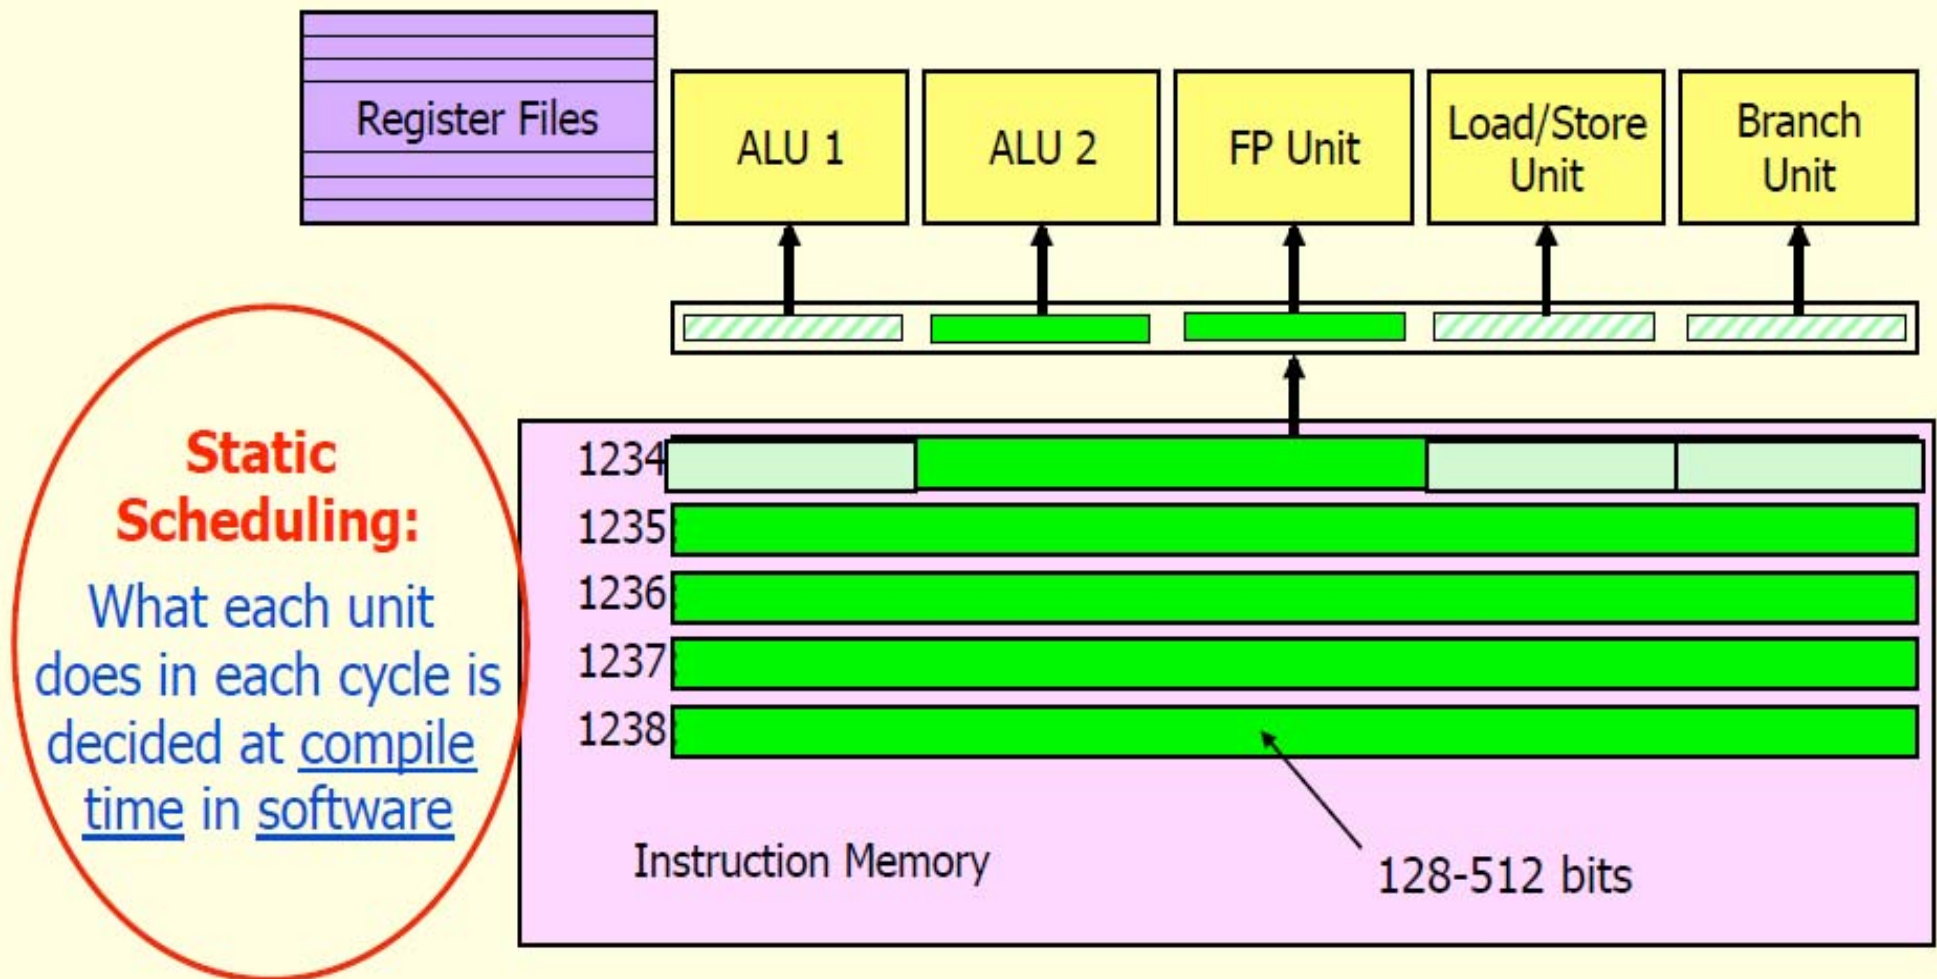 Register Files
ALU 1
ALU 2
FP Unit
Load/Store
Unit
Branch
Unit
Static
Scheduling:
What each unit
does in each cycle is
decided at compile
time in software
1234
1235
1236
1237
1238
Instruction Memory
128-512 bits